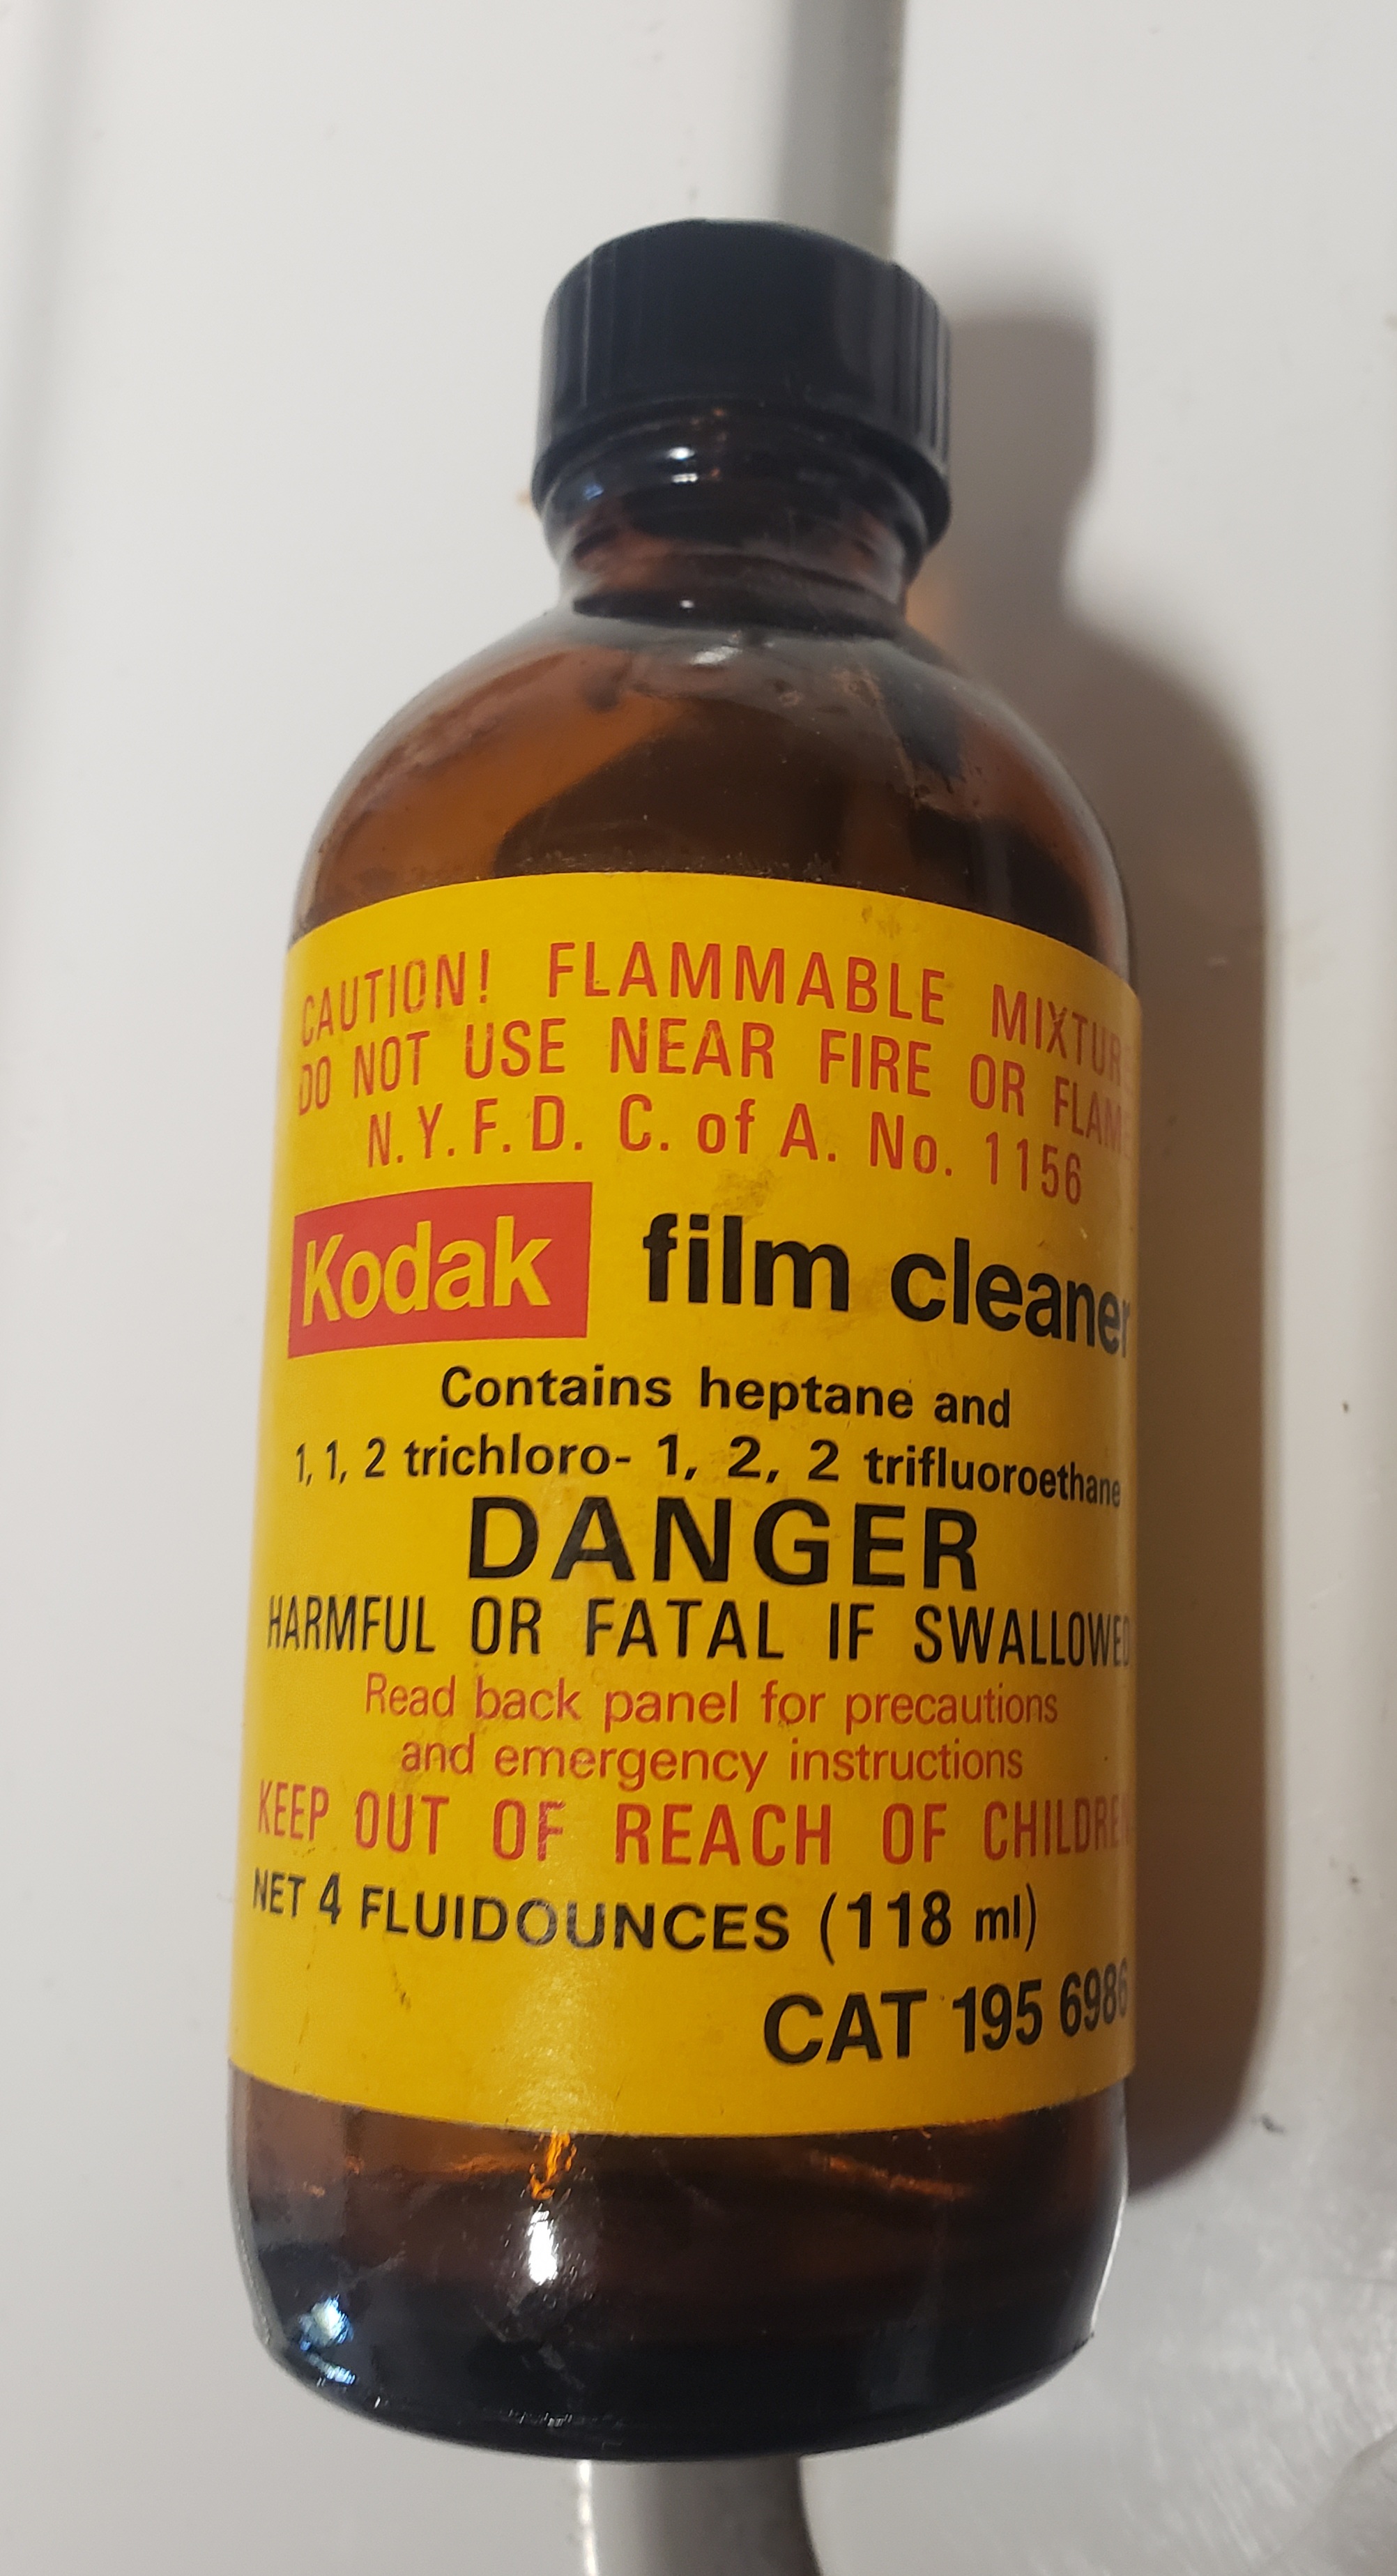 CAUTION! FLAMMABLE MIXTURE
DO NOT USE NEAR FIRE OR FLAME
N.Y.F.D. C. of A. No. 1156
Kodak film cleaner
Contains heptane and
1, 1, 2 trichloro- 1, 2, 2 trifluoroethane
DANGER
HARMFUL OR FATAL IF SWALLOWED
Read back panel for precautions
and emergency instructions
KEEP OUT OF REACH OF CHILDREN
NET 4 FLUIDOUNCES (118 ml)
CAT 195 6986